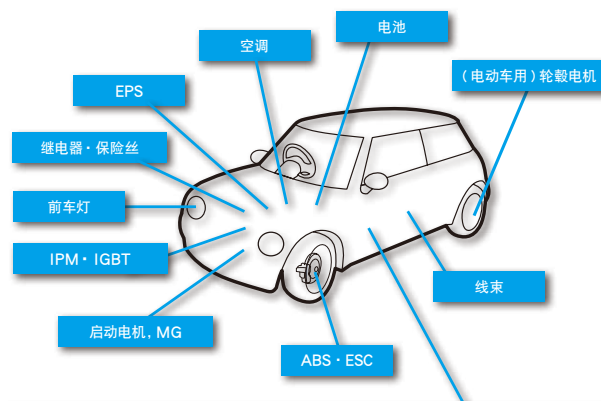 电池
空调
(电动车用)轮毂电机
EPS
继电器·保险丝
前车灯
IPM·IGBT
线束
启动电机, MG
ABS·ESC